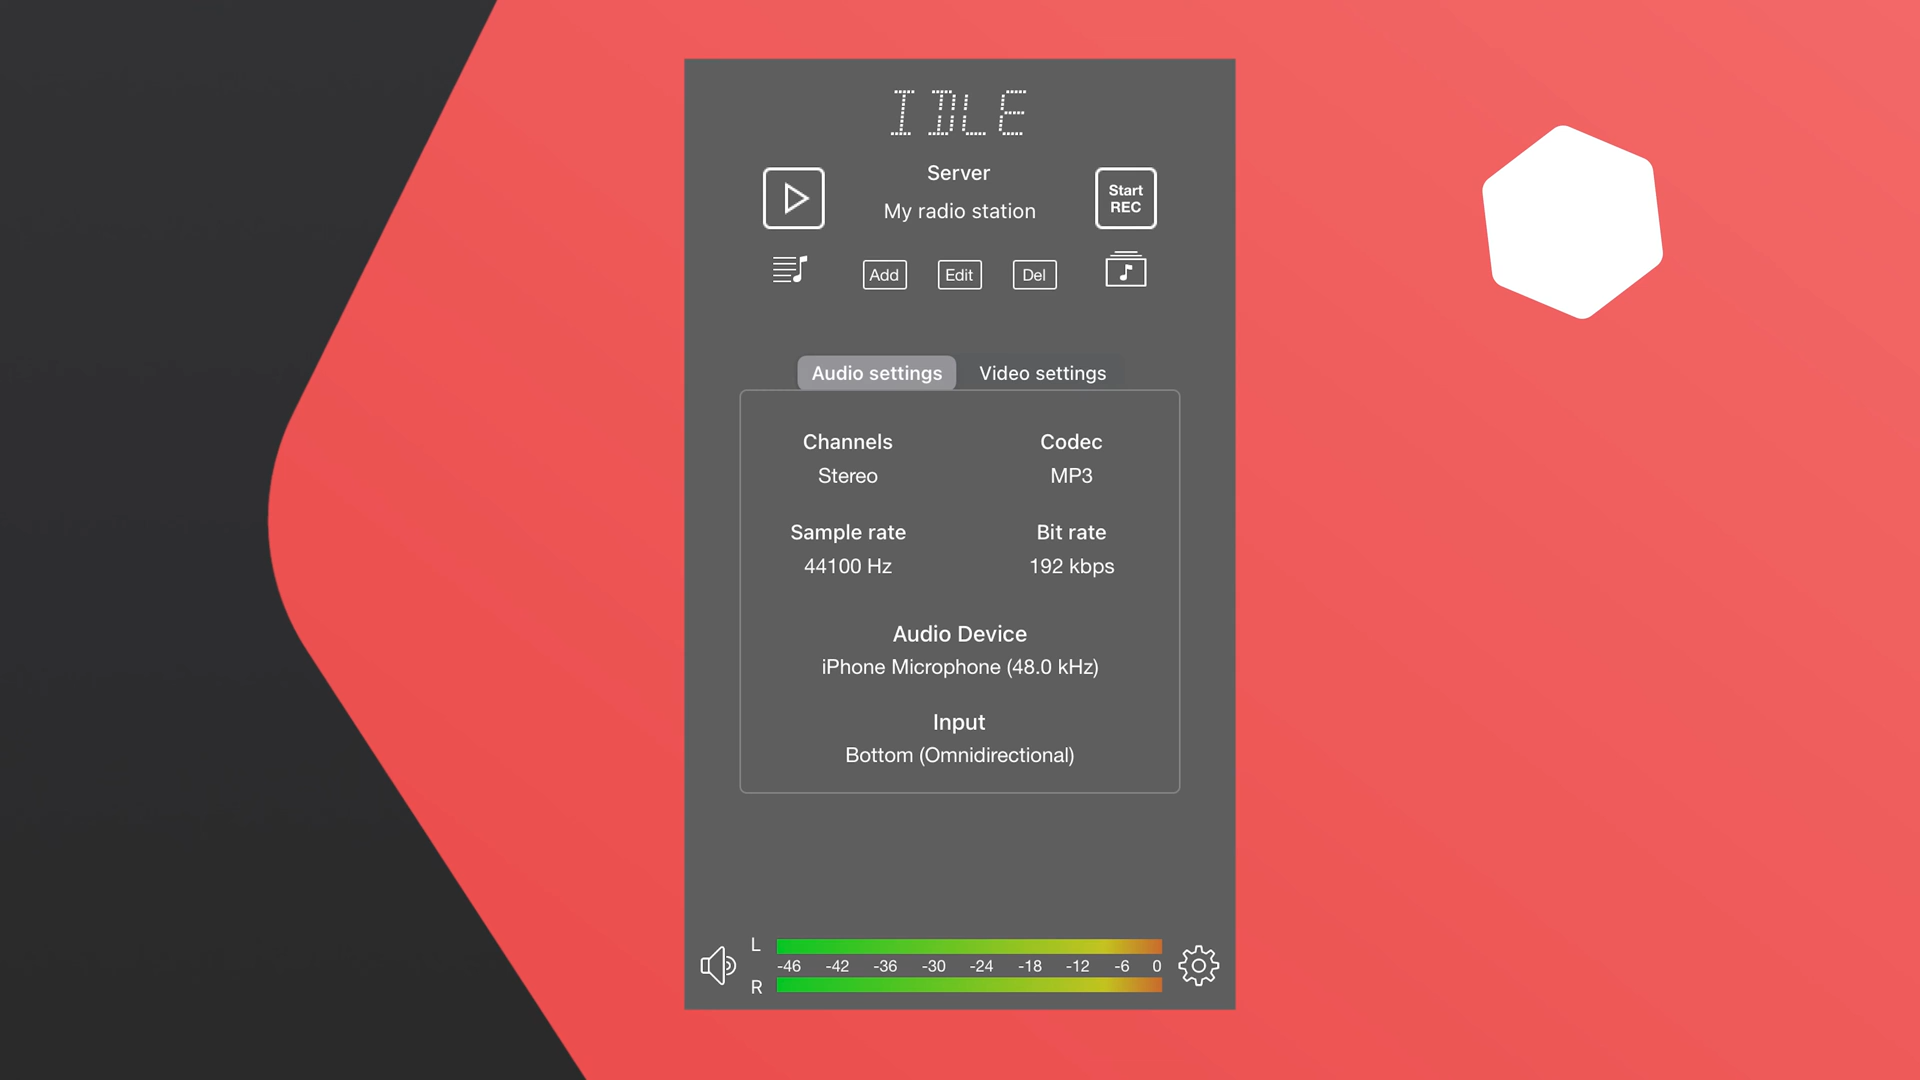 IDLE
Server
My radio station
Start
REC
Add Edit Del
Audio settings Video settings
Channels Codec
Stereo MP3
Sample rate Bit rate
44100 Hz 192 kbps
Audio Device
iPhone Microphone (48.0 kHz)
Input
Bottom (Omnidirectional)
L
-46 -42 -36 -30 -24 -18 -12 -6 0
R